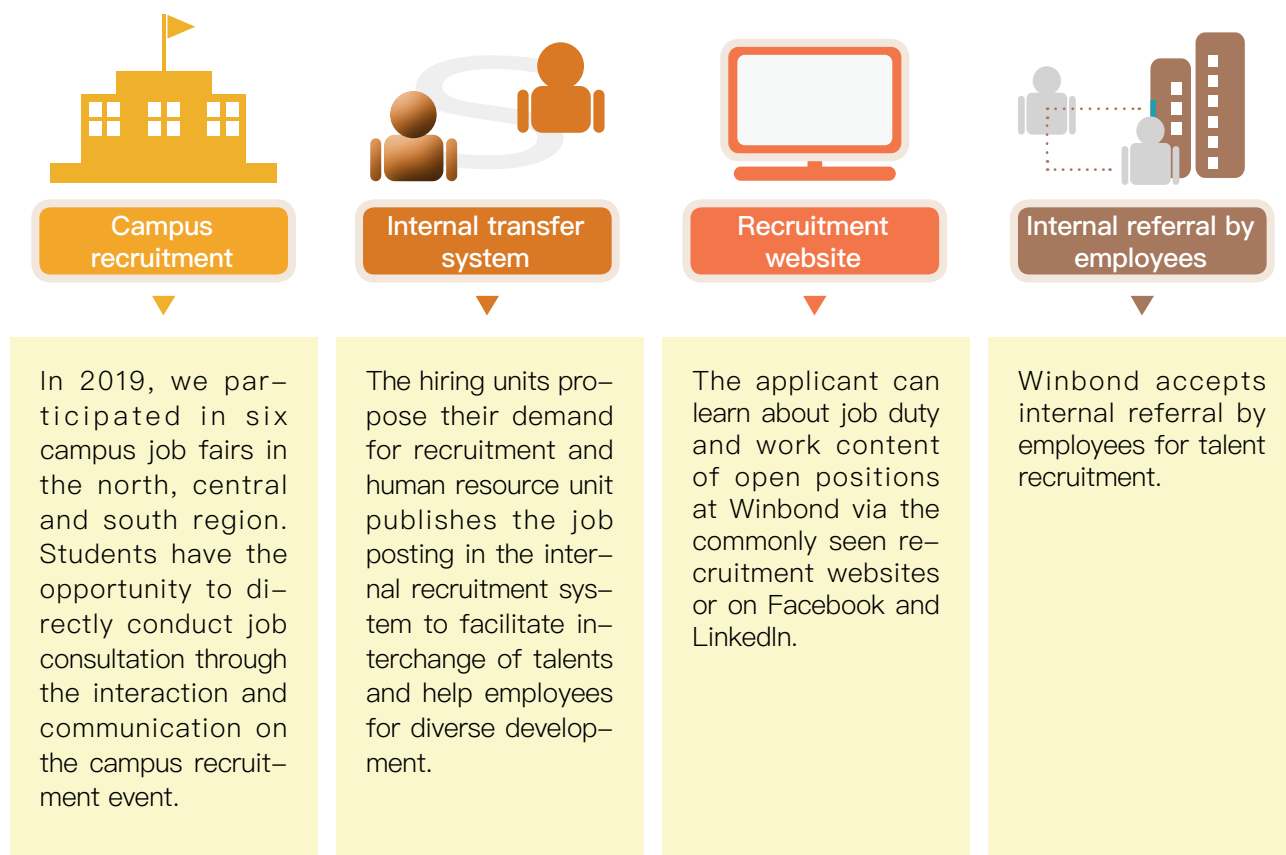 Campus
recruitment
Internal transfer
system
Recruitment
website
Internal referral by
employees
In 2019, we par–
ticipated in six
campus job fairs in
the north, central
and south region.
Students have the
opportunity to di–
rectly conduct job
consultation through
the interaction and
communication on
the campus recruit–
ment event.
The hiring units pro–
pose their demand
for recruitment and
human resource unit
publishes the job
posting in the inter–
nal recruitment sys–
tem to facilitate in–
terchange of talents
and help employees
for diverse develop–
ment.
The applicant can
learn about job duty
and work content
of open positions
at Winbond via the
commonly seen re–
cruitment websites
or on Facebook and
LinkedIn.
Winbond accepts
internal referral by
employees for talent
recruitment.